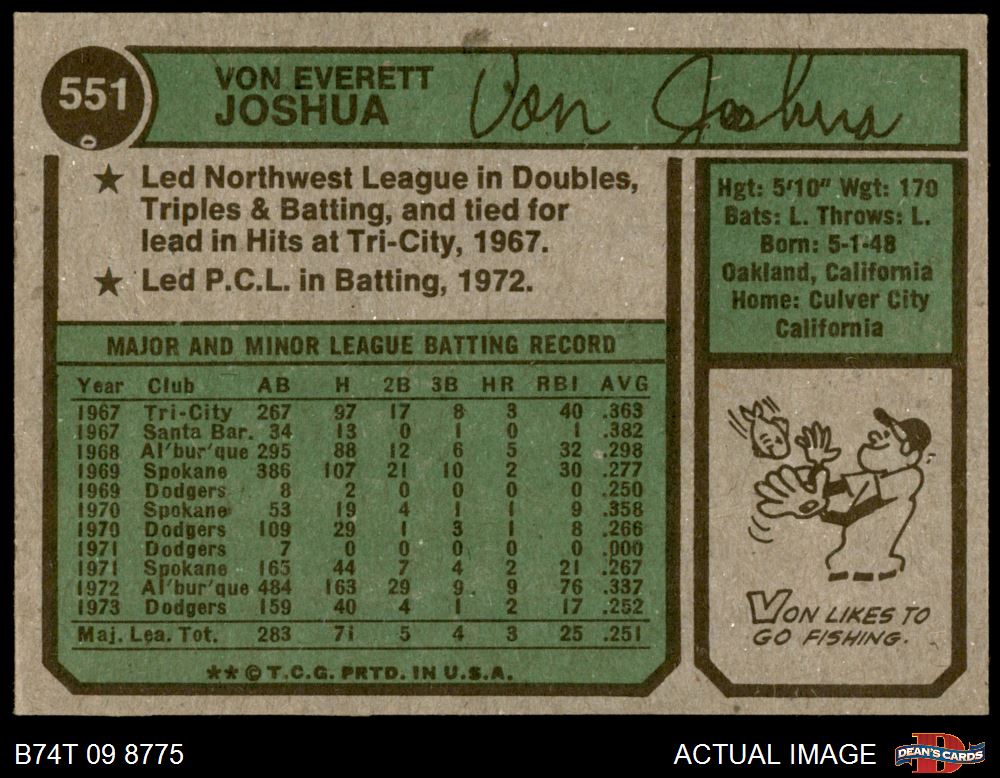 551
VON EVERETT
JOSHUA
Von Joshua
★ Led Northwest League in Doubles,
Triples & Batting, and tied for
lead in Hits at Tri-City, 1967.
★ Led P.C.L. in Batting, 1972.
Hgt: 5'10" Wgt: 170
Bats: L. Throws: L.
Born: 5-1-48
Oakland, California
Home: Culver City
California
MAJOR AND MINOR LEAGUE BATTING RECORD
Year Club AB H 2B 3B HR RBI AVG
1967 Tri-City 267 97 17 8 3 40 .363
1967 Santa Bar. 34 13 0 1 0 1 .382
1968 Al'bur'que 295 88 12 6 5 32 .298
1969 Spokane 386 107 21 10 2 30 .277
1969 Dodgers 8 2 0 0 0 0 .250
1970 Spokane 53 19 4 1 1 9 .358
1970 Dodgers 109 29 1 3 1 8 .266
1971 Dodgers 7 0 0 0 0 0 .000
1971 Spokane 165 44 7 4 2 21 .267
1972 Al'bur'que 484 163 29 9 9 76 .337
1973 Dodgers 159 40 4 1 2 17 .252
Maj. Lea. Tot. 283 71 5 4 3 25 .251
** © T.C.G. PRTD. IN U.S.A.
VON LIKES TO
GO FISHING.
B74T 09 8775
ACTUAL IMAGE
DEAN'S CARDS